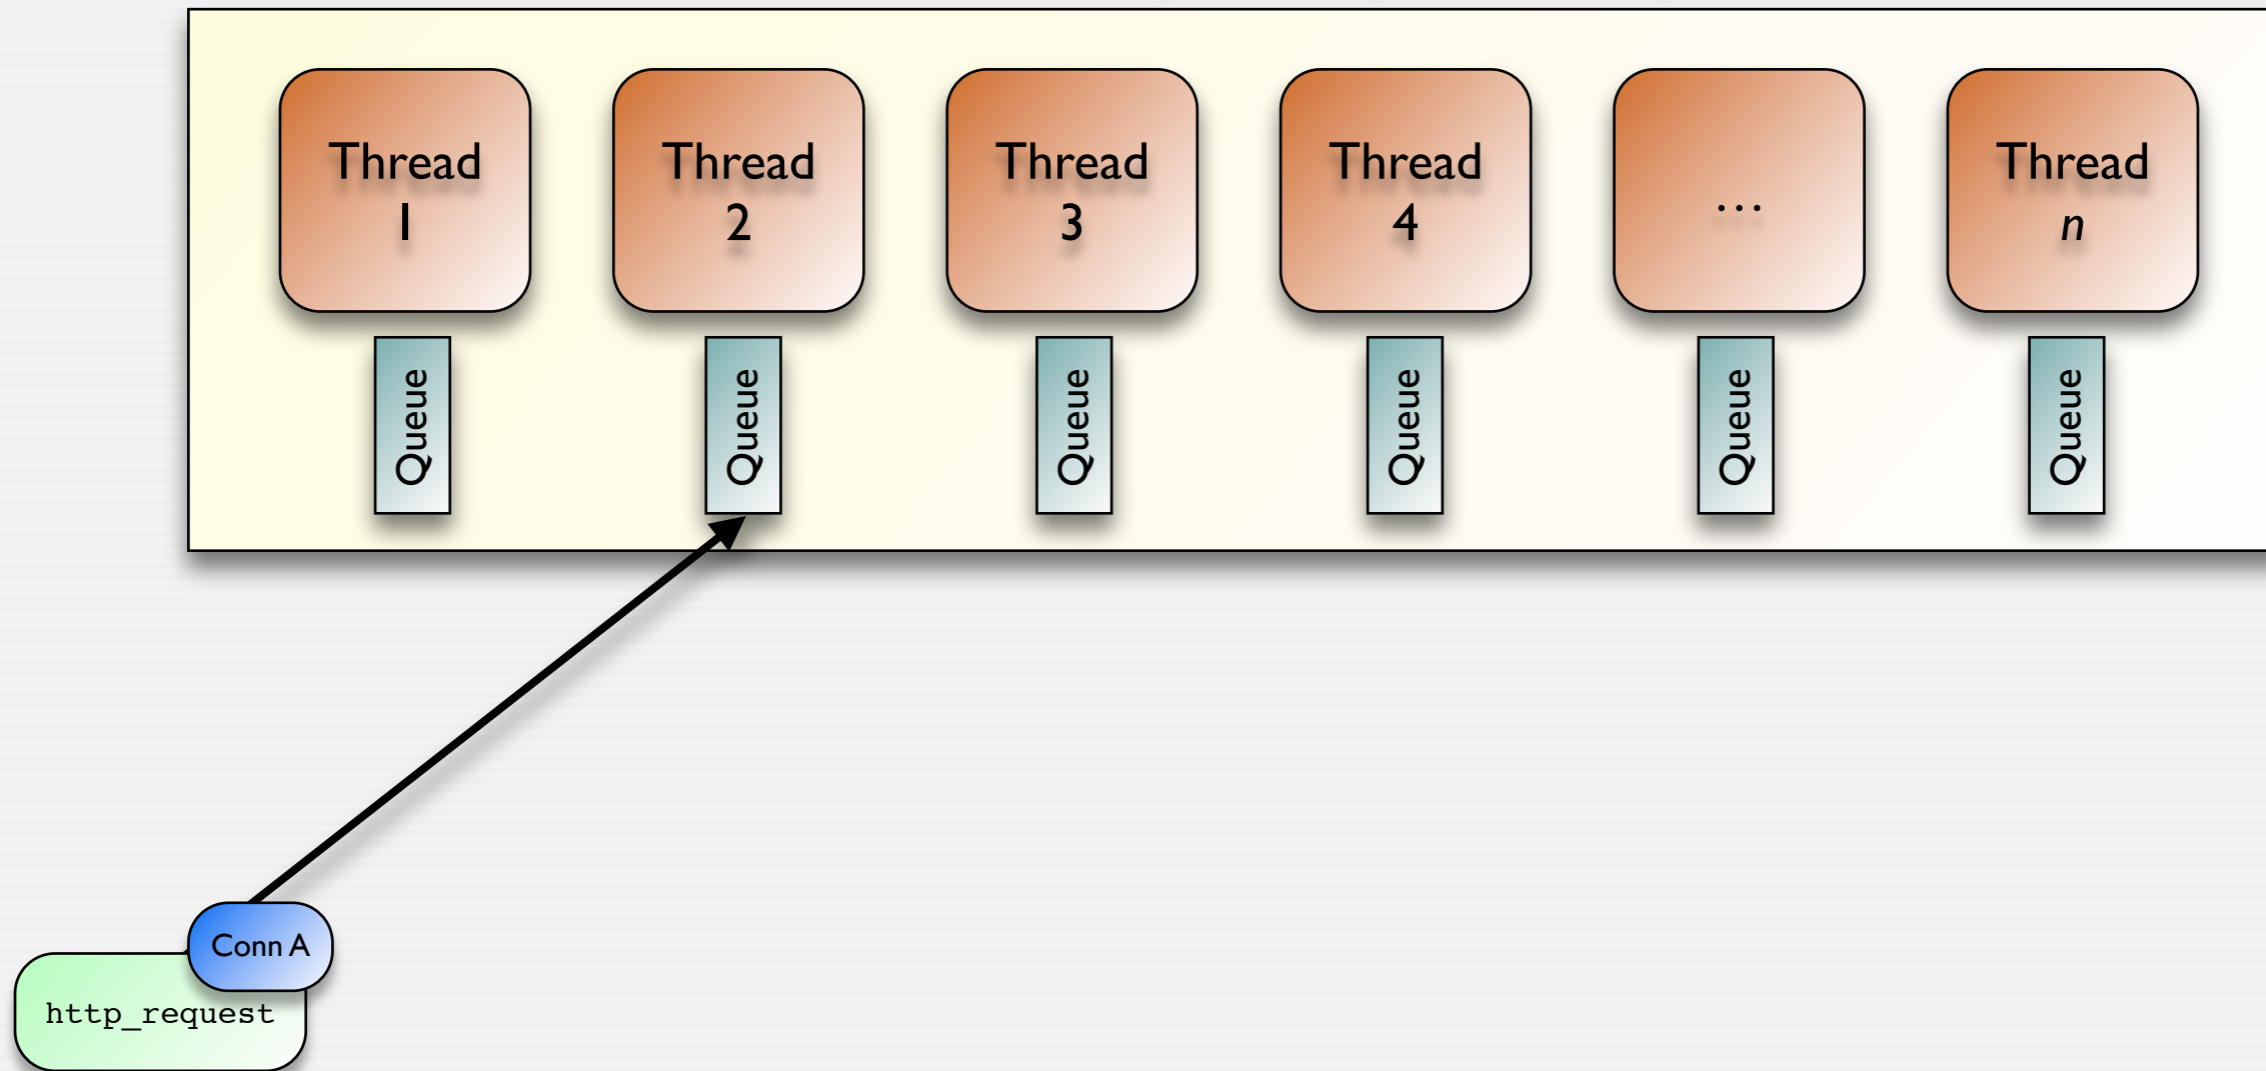 Thread
1
Thread
2
Thread
3
Thread
4
...
Thread
n
Queue
Queue
Queue
Queue
Queue
Queue
Conn A
http_request